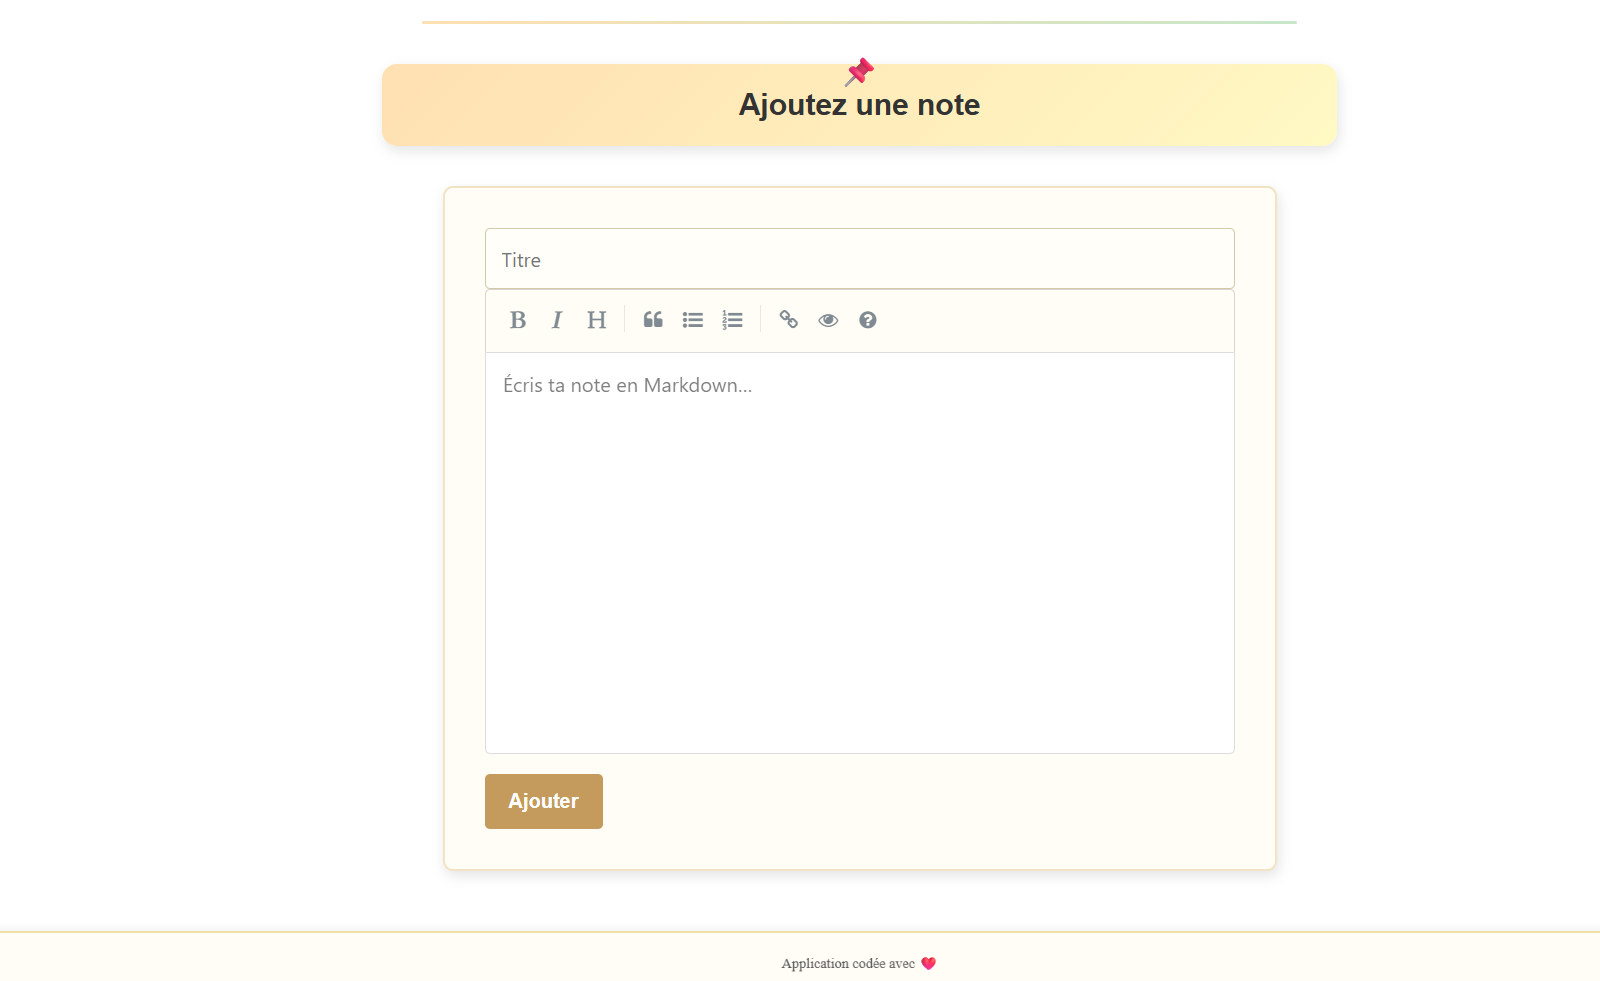 Ajoutez une note
Titre
B I H
Écris ta note en Markdown...
Ajouter
Application codée avec